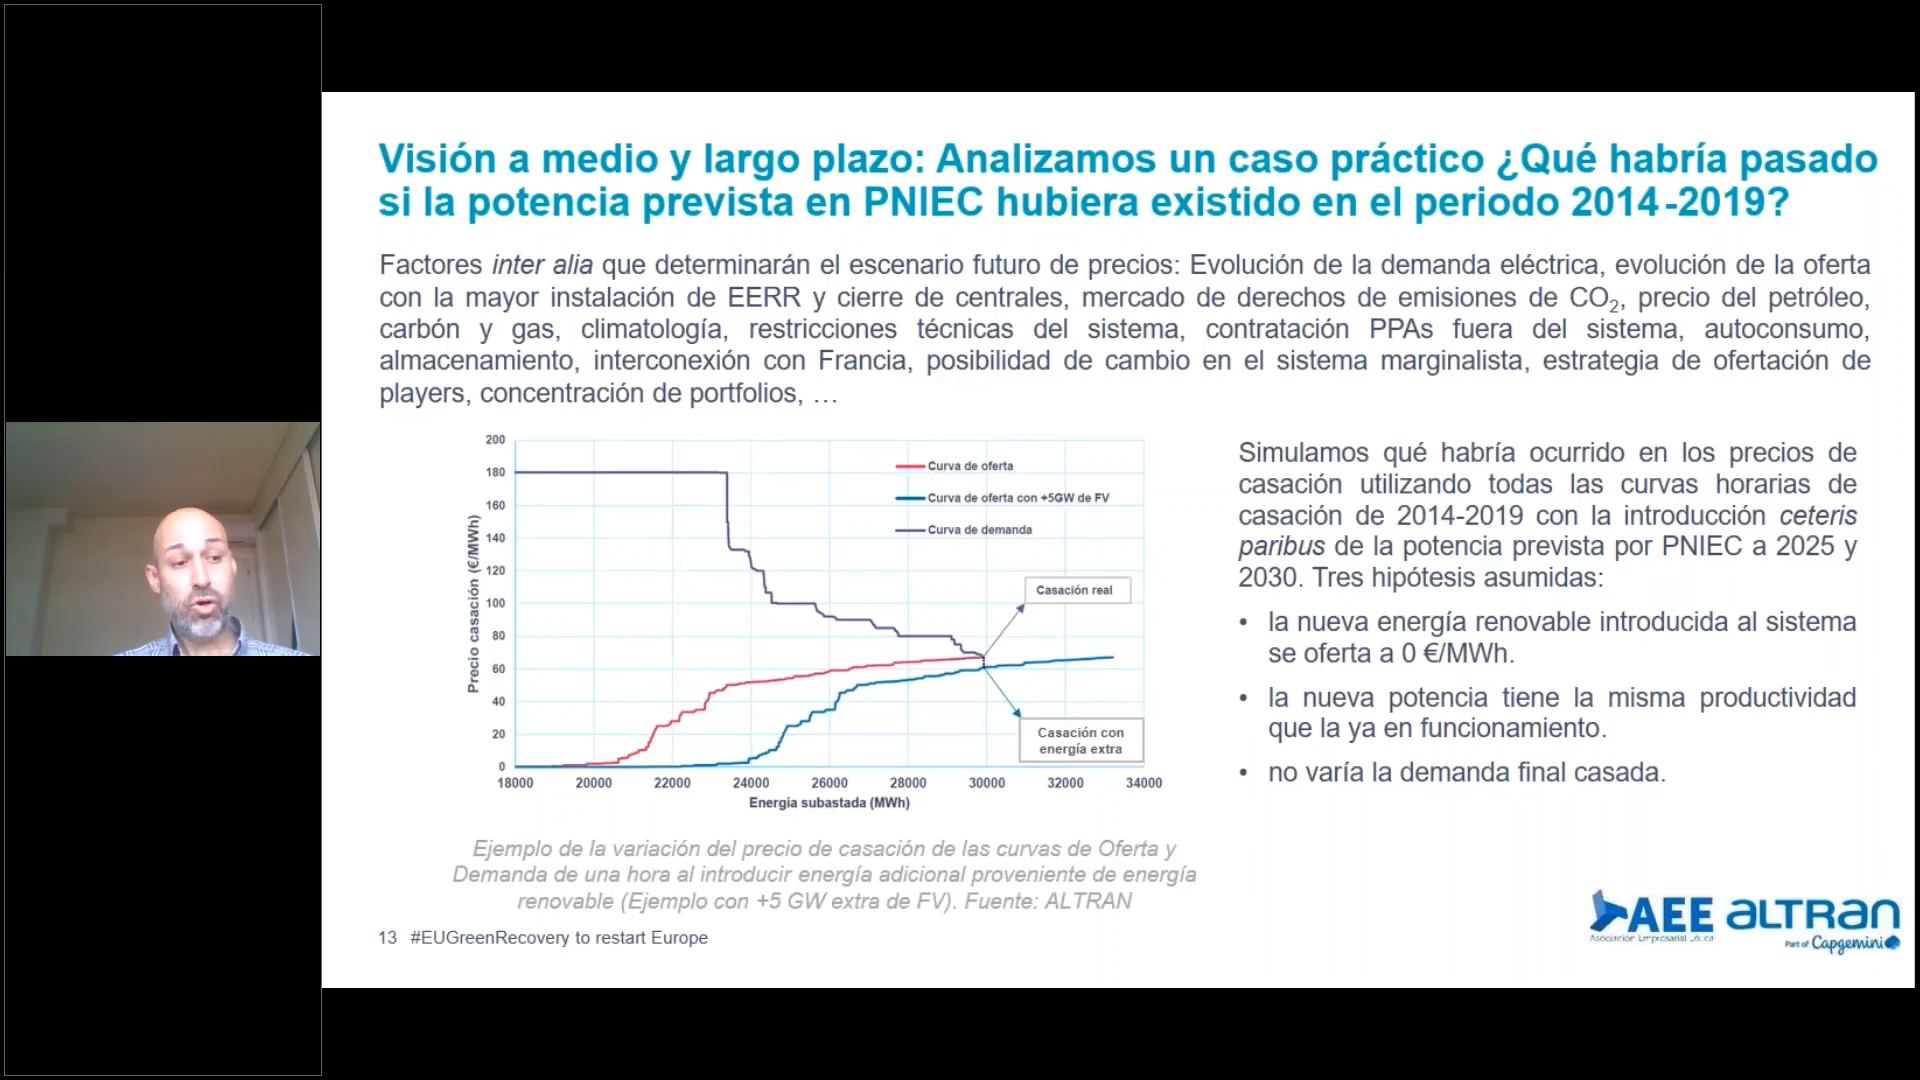 Visión a medio y largo plazo: Analizamos un caso práctico ¿Qué habría pasado
si la potencia prevista en PNIEC hubiera existido en el periodo 2014-2019?
Factores inter alia que determinarán el escenario futuro de precios: Evolución de la demanda eléctrica, evolución de la oferta
con la mayor instalación de EERR y cierre de centrales, mercado de derechos de emisiones de CO₂, precio del petróleo,
carbón y gas, climatología, restricciones técnicas del sistema, contratación PPAs fuera del sistema, autoconsumo,
almacenamiento, interconexión con Francia, posibilidad de cambio en el sistema marginalista, estrategia de ofertación de
players, concentración de portfolios, …
Precio casación (€/MWh)
200
180
160
140
120
100
80
60
40
20
0
18000 20000 22000 24000 26000 28000 30000 32000 34000
Energía subastada (MWh)
Curva de oferta
Curva de oferta con +5GW de FV
Curva de demanda
Casación real
Casación con
energía extra
Ejemplo de la variación del precio de casación de las curvas de Oferta y
Demanda de una hora al introducir energía adicional proveniente de energía
renovable (Ejemplo con +5 GW extra de FV). Fuente: ALTRAN
Simulamos qué habría ocurrido en los precios de
casación utilizando todas las curvas horarias de
casación de 2014-2019 con la introducción ceteris
paribus de la potencia prevista por PNIEC a 2025 y
2030. Tres hipótesis asumidas:
• la nueva energía renovable introducida al sistema
se oferta a 0 €/MWh.
• la nueva potencia tiene la misma productividad
que la ya en funcionamiento.
• no varía la demanda final casada.
13 #EUGreenRecovery to restart Europe
AEE
Asociación Empresarial
altran
Part of Capgemini